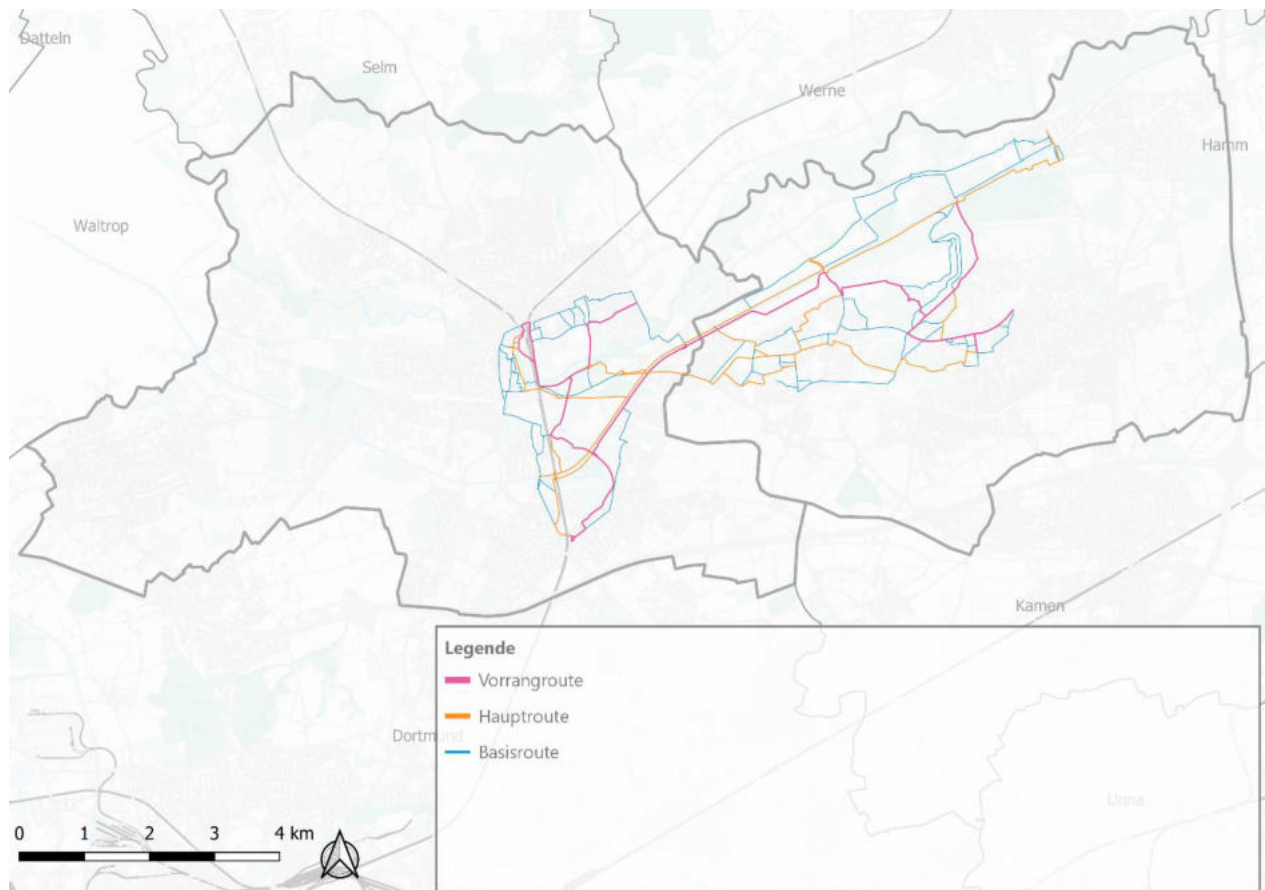 Datteln
Selm
Werne
Hamm
Waltrop
Kamen
Legende
Vorrangroute
Hauptroute
Basisroute
Dortmund
Unna
0 1 2 3 4 km